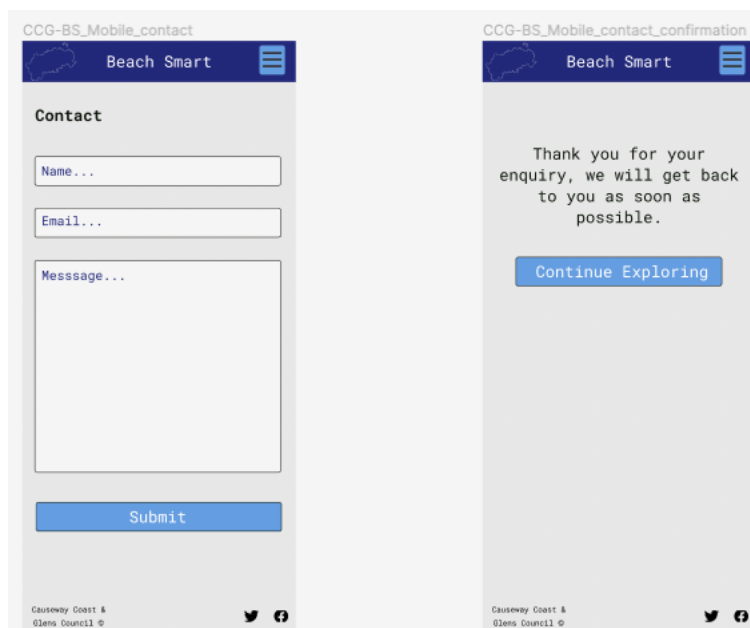 CCG-BS_Mobile_contact
Beach Smart
Contact
Name...
Email...
Messsage...
Submit
Causeway Coast &
Glens Council ©
CCG-BS_Mobile_contact_confirmation
Beach Smart
Thank you for your
enquiry, we will get back
to you as soon as
possible.
Continue Exploring
Causeway Coast &
Glens Council ©